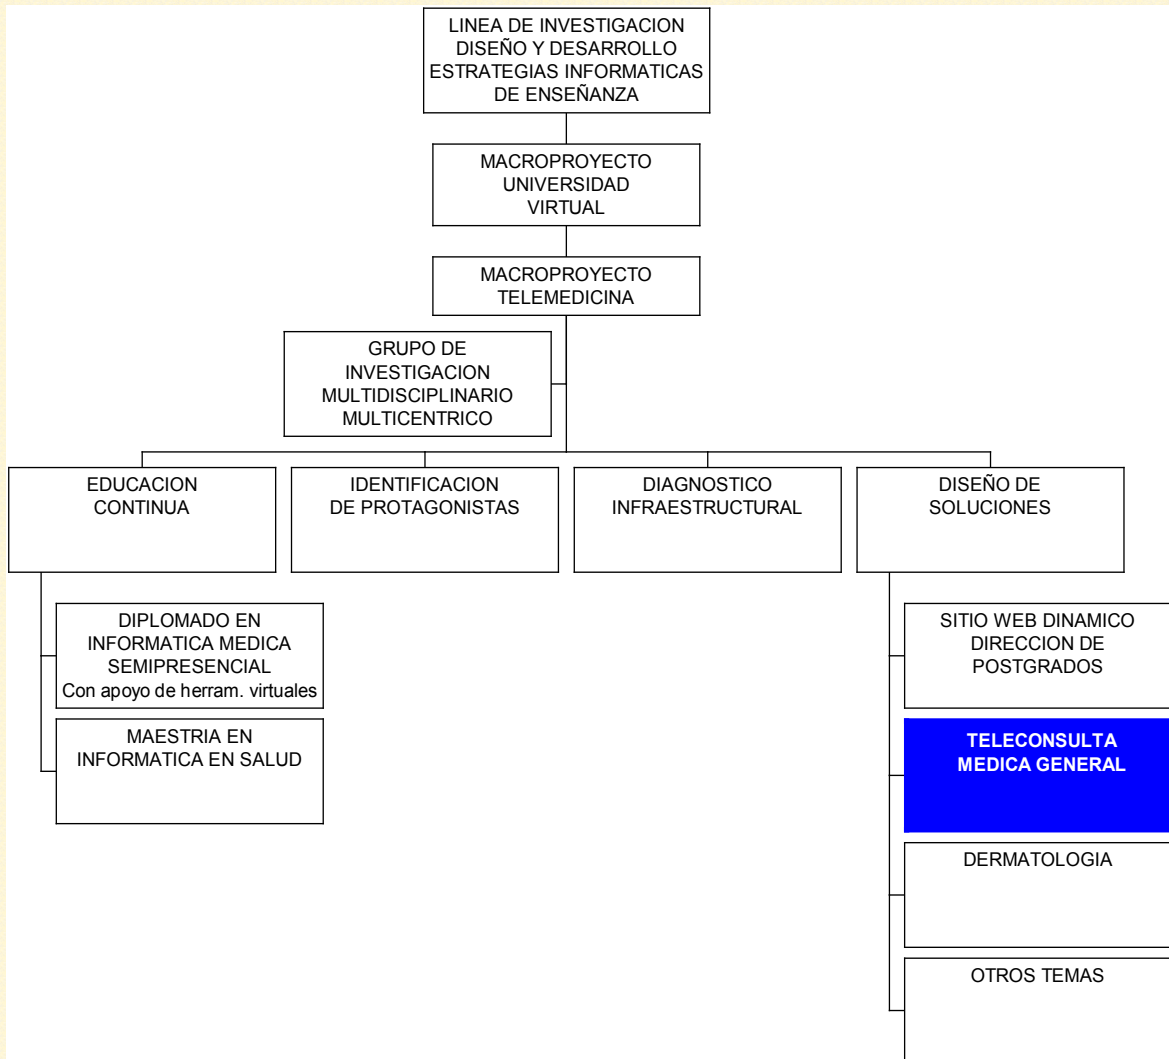 LINEA DE INVESTIGACION
DISEÑO Y DESARROLLO
ESTRATEGIAS INFORMATICAS
DE ENSEÑANZA
MACROPROYECTO
UNIVERSIDAD
VIRTUAL
MACROPROYECTO
TELEMEDICINA
GRUPO DE
INVESTIGACION
MULTIDISCIPLINARIO
MULTICENTRICO
EDUCACION
CONTINUA
IDENTIFICACION
DE PROTAGONISTAS
DIAGNOSTICO
INFRAESTRUCTURAL
DISEÑO DE
SOLUCIONES
DIPLOMADO EN
INFORMATICA MEDICA
SEMIPRESENCIAL
Con apoyo de herram. virtuales
MAESTRIA EN
INFORMATICA EN SALUD
SITIO WEB DINAMICO
DIRECCION DE
POSTGRADOS
TELECONSULTA
MEDICA GENERAL
DERMATOLOGIA
OTROS TEMAS